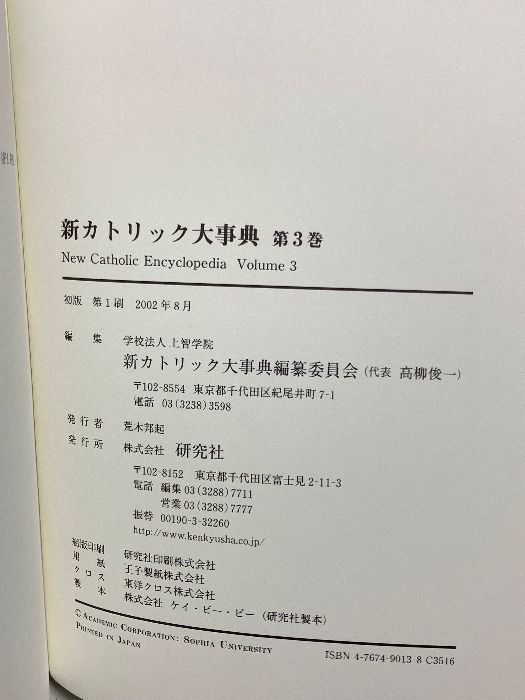 新カトリック大事典 第3巻
New Catholic Encyclopedia Volume 3
初版 第1刷 2002年8月
編 集 学校法人 上智学院
新カトリック大事典編纂委員会 (代表 高柳俊一)
〒102-8554 東京都千代田区紀尾井町7-1
電話 03(3238)3598
発行者 荒木邦起
発行所 株式会社 研究社
〒102-8152 東京都千代田区富士見2-11-3
電話 編集03(3288)7711
営業03(3288)7777
振替 00190-3-32260
http://www.kenkyusha.co.jp/
製版印刷 研究社印刷株式会社
用 紙 王子製紙株式会社
クロス 東洋クロス株式会社
製 本 株式会社 ケイ・ビー・ビー (研究社製本)
© ACADEMIC CORPORATION: SOPHIA UNIVERSITY
PRINTED IN JAPAN
ISBN 4-7674-9013 8 C3516